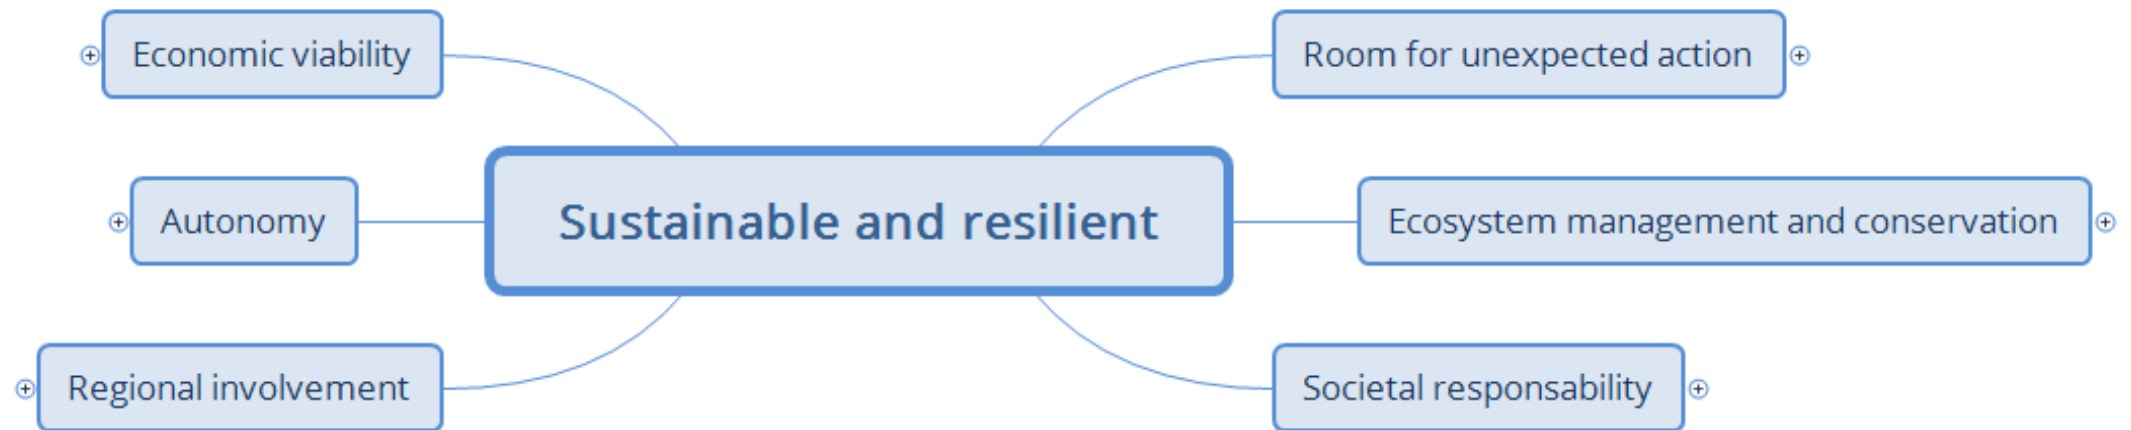 Economic viability
Room for unexpected action
Autonomy
Sustainable and resilient
Ecosystem management and conservation
Regional involvement
Societal responsability